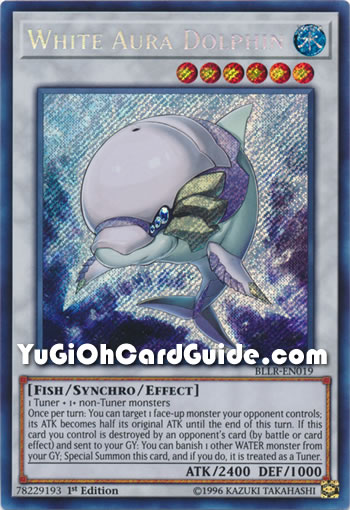 WHITE AURA DOLPHIN
YuGiOhCardGuide.com
BLLR-EN019
[FISH/SYNCHRO/EFFECT]
1 Tuner + 1+ non-Tuner monsters
Once per turn: You can target 1 face-up monster your opponent controls;
its ATK becomes half its original ATK until the end of this turn. If this
card you control is destroyed by an opponent's card (by battle or card
effect) and sent to your GY: You can banish 1 other WATER monster from
your GY; Special Summon this card, and if you do, it is treated as a Tuner.
ATK/2400 DEF/1000
78229193 1st Edition ©1996 KAZUKI TAKAHASHI